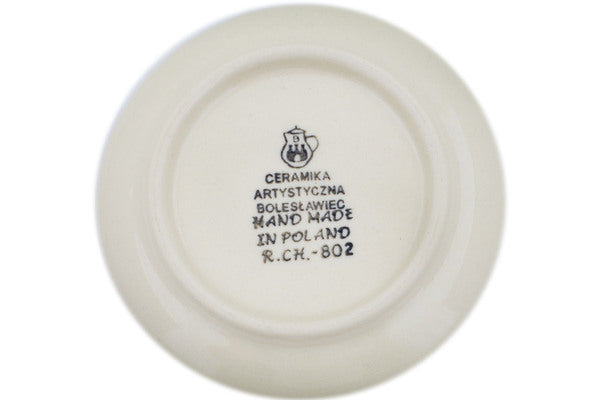 B
CERAMIKA
ARTYSTYCZNA
BOLESŁAWIEC
HAND MADE
IN POLAND
R.CH.-802